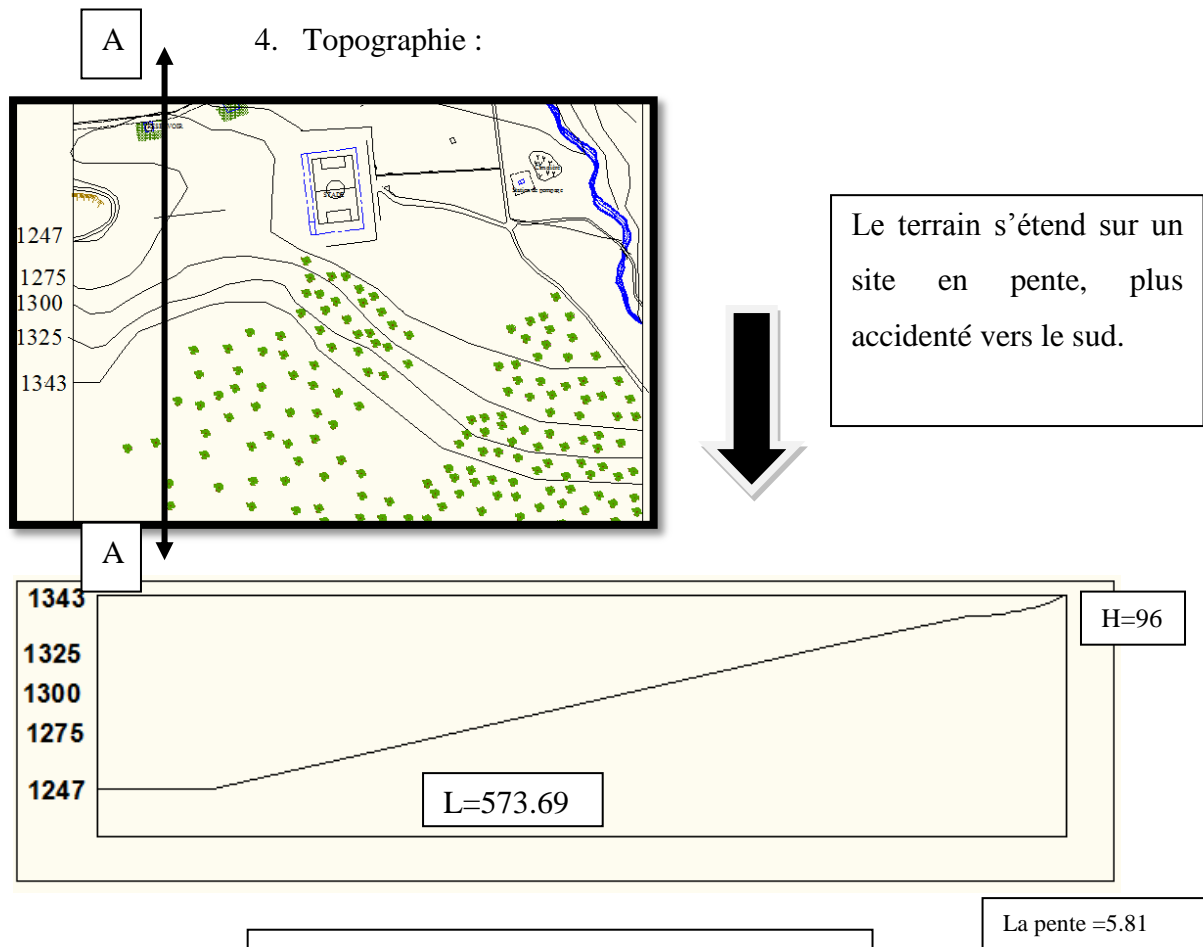 A
4. Topographie :
STADE
1247
1275
1300
1325
1343
Le terrain s’étend sur un
site en pente, plus
accidenté vers le sud.
A
1343
1325
1300
1275
1247
H=96
L=573.69
La pente =5.81